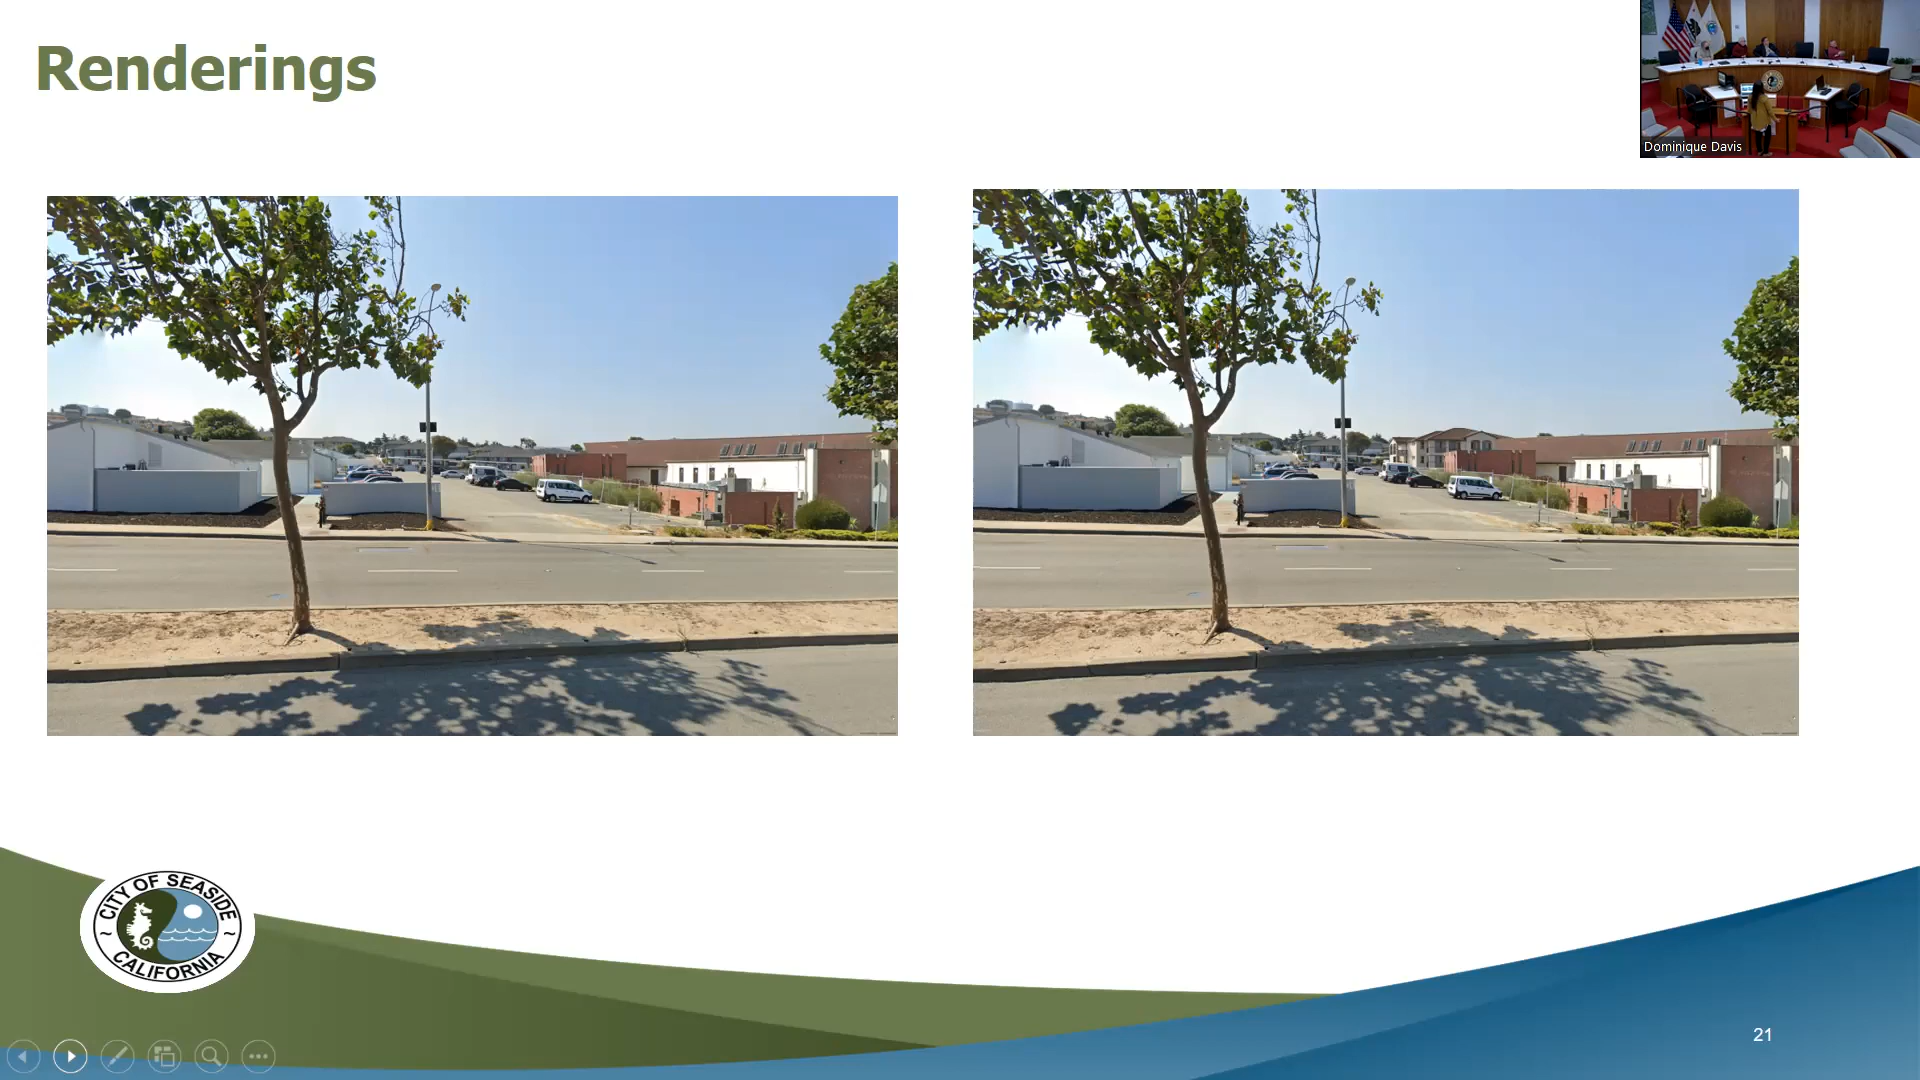 Renderings
Dominique Davis
CITY OF SEASIDE
CALIFORNIA
21